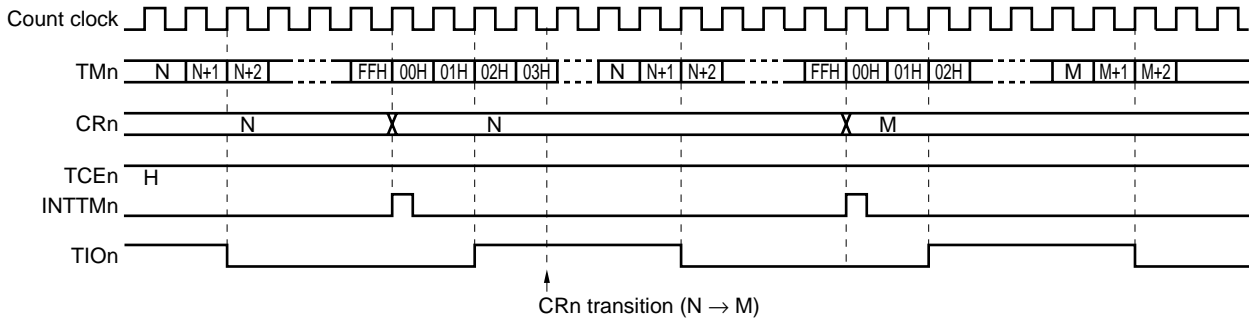 Count clock
TMn N N+1 N+2 FFH 00H 01H 02H 03H N N+1 N+2 FFH 00H 01H 02H M M+1 M+2
CRn N N M
TCEn H
INTTMn
TIOn
CRn transition (N → M)